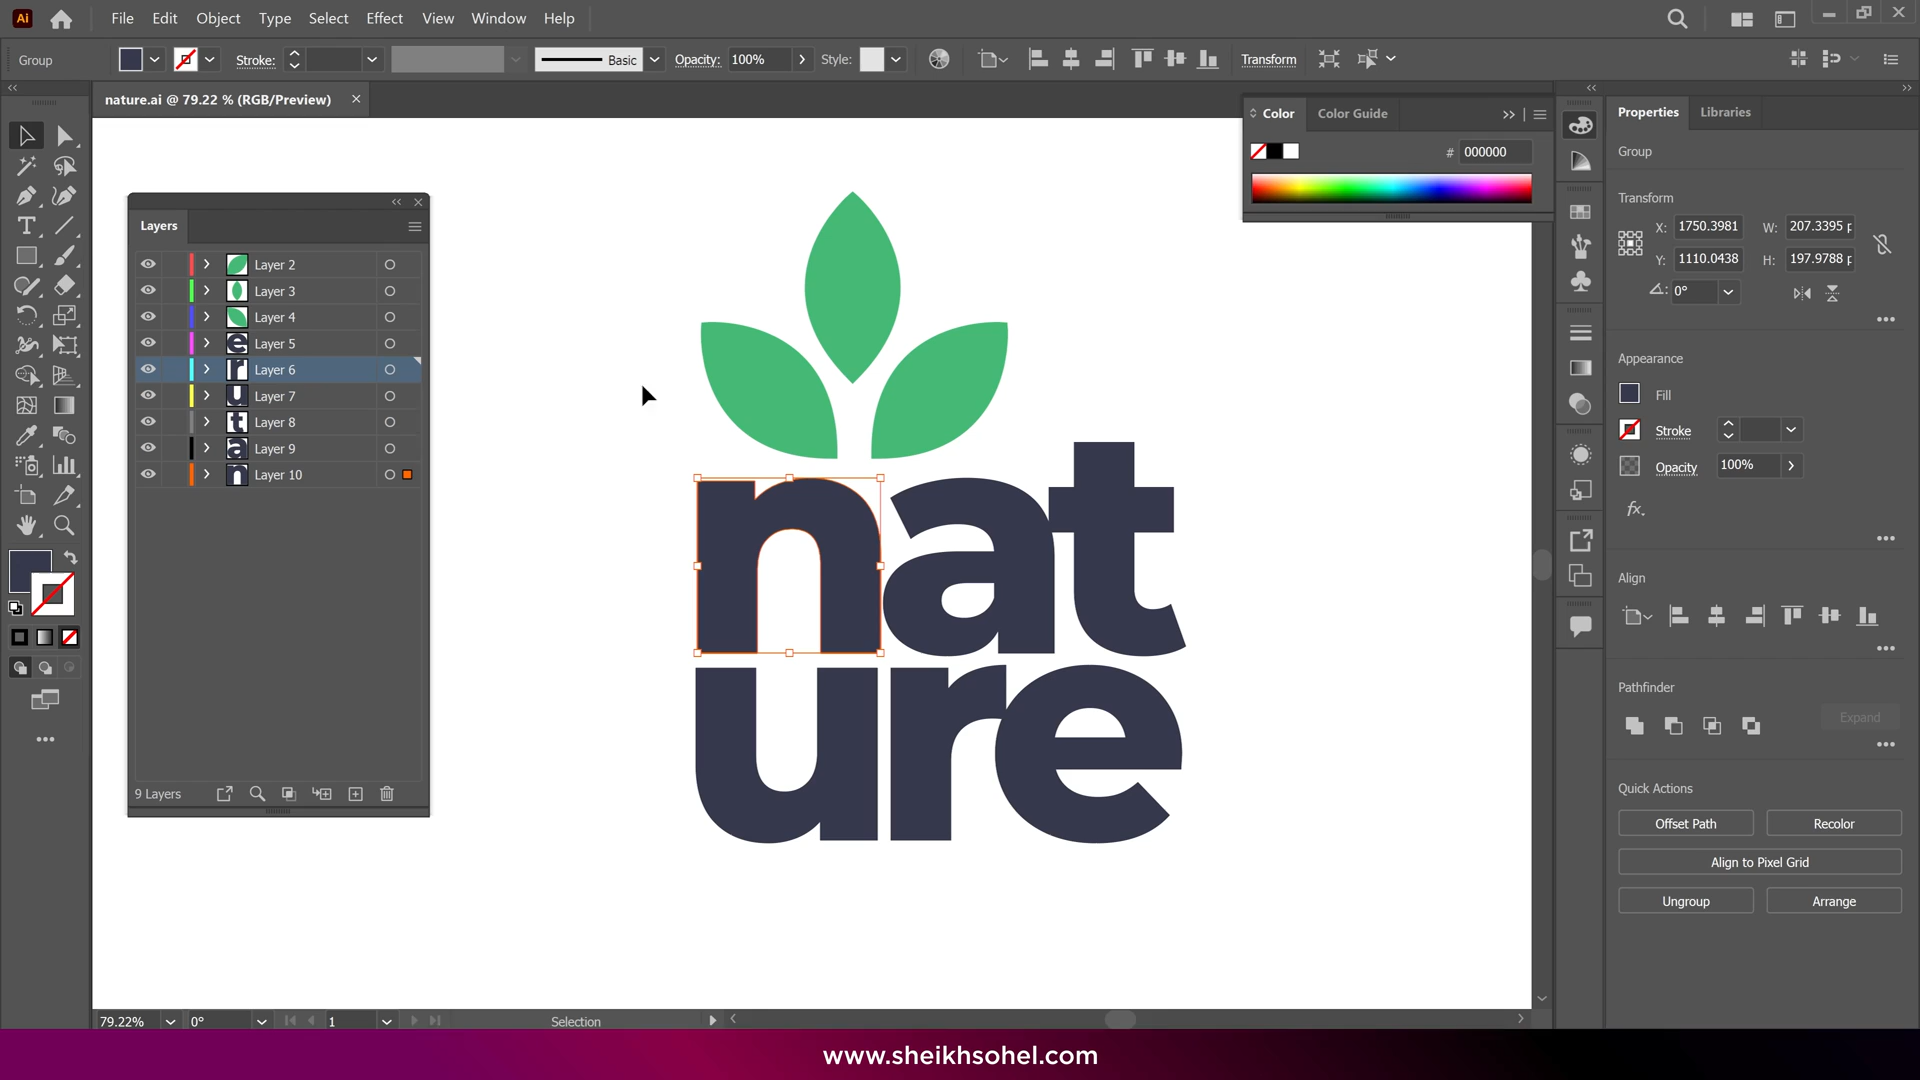 Ai File Edit Object Type Select Effect View Window Help
Group Stroke: Basic Opacity: 100% Style: Transform
nature.ai @ 79.22 % (RGB/Preview)
Layers
Layer 2
Layer 3
Layer 4
Layer 5
Layer 6
Layer 7
Layer 8
Layer 9
Layer 10
9 Layers
nat
ure
Color Color Guide
# 000000
Properties Libraries
Group
Transform
X: 1750.3981 W: 207.3395 p
Y: 1110.0438 H: 197.9788 p
0°
Appearance
Fill
Stroke
Opacity 100%
fx.
Align
Pathfinder
Expand
Quick Actions
Offset Path Recolor
Align to Pixel Grid
Ungroup Arrange
79.22% 0° 1 Selection
www.sheikhsohel.com